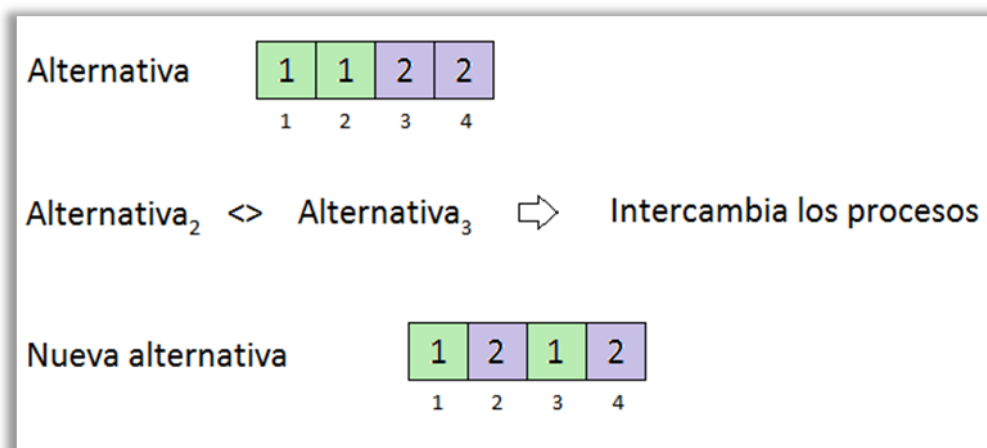 Alternativa 1 1 2 2
1 2 3 4
Alternativa2 <> Alternativa3 Intercambia los procesos
Nueva alternativa 1 2 1 2
1 2 3 4